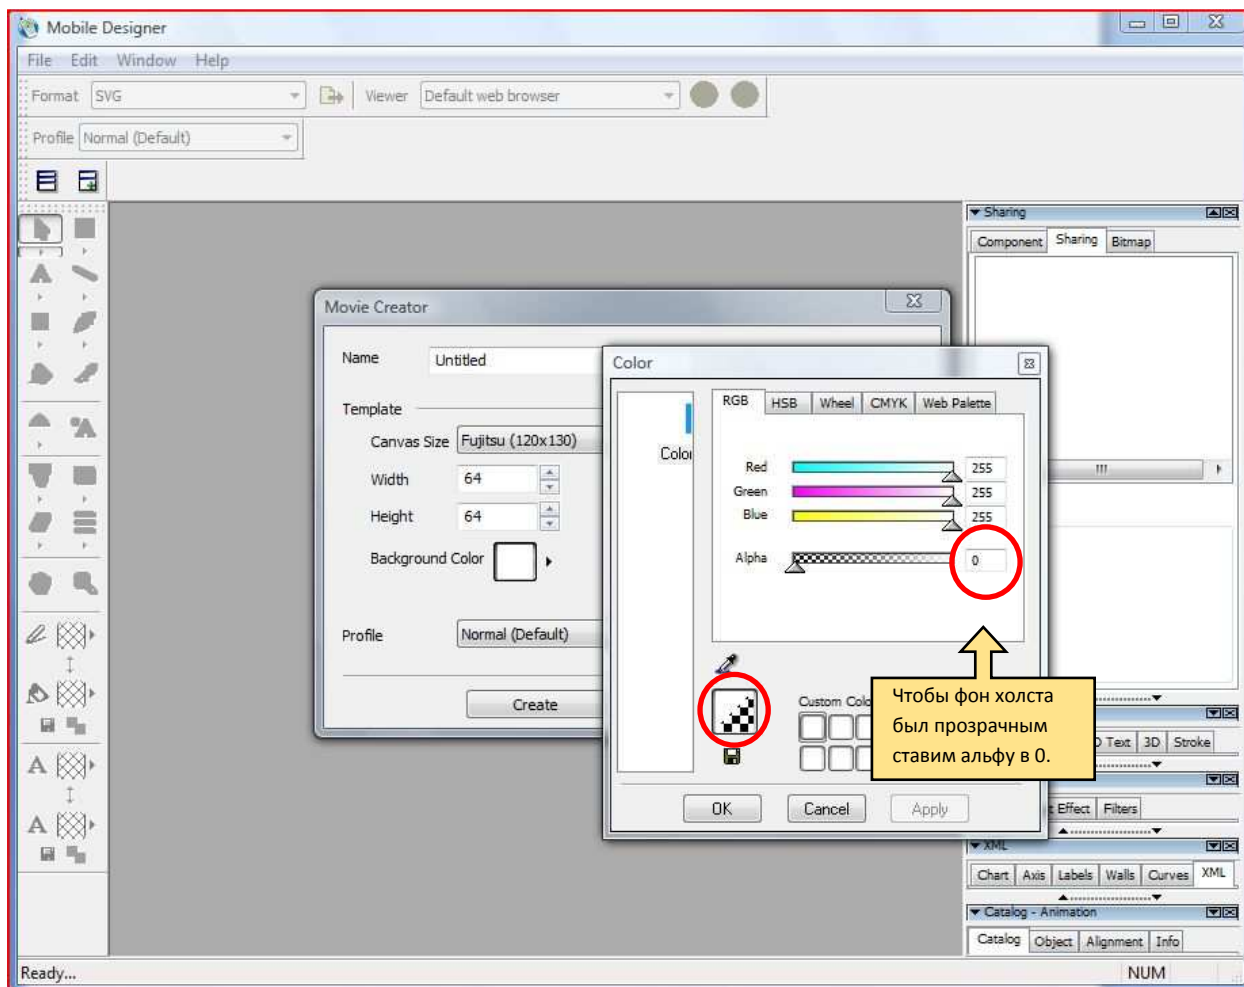 Mobile Designer
File Edit Window Help
Format SVG Viewer Default web browser
Profile Normal (Default)
Sharing
Component Sharing Bitmap
Movie Creator
Name Untitled
Template
Canvas Size Fujitsu (120x130)
Width 64
Height 64
Background Color
Profile Normal (Default)
Create
Color
Color
RGB HSB Wheel CMYK Web Palette
Red 255
Green 255
Blue 255
Alpha 0
Чтобы фон холста
был прозрачным
ставим альфу в 0.
Custom Colo
OK Cancel Apply
Text 3D Stroke
Effect Filters
XML
Chart Axis Labels Walls Curves XML
Catalog - Animation
Catalog Object Alignment Info
Ready... NUM